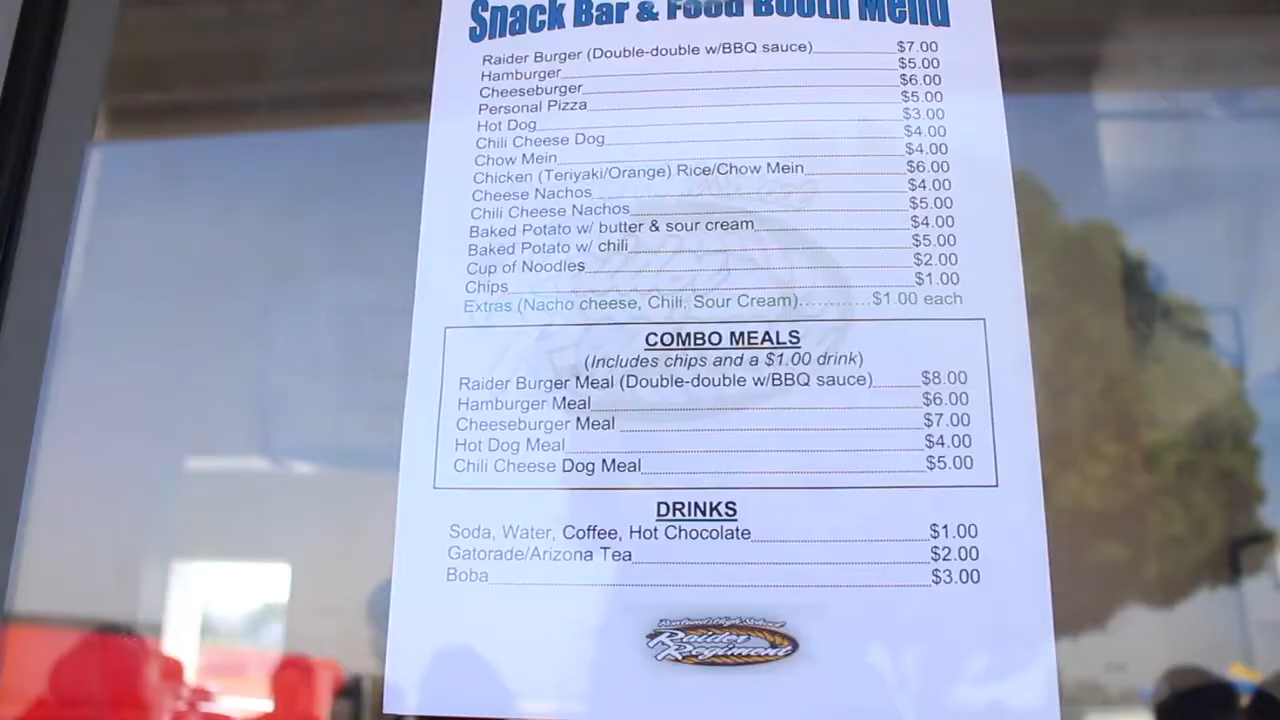 Snack Bar & Food Booth Menu
Raider Burger (Double-double w/BBQ sauce) $7.00
Hamburger $5.00
Cheeseburger $6.00
Personal Pizza $5.00
Hot Dog $3.00
Chili Cheese Dog $4.00
Chow Mein $4.00
Chicken (Teriyaki/Orange) Rice/Chow Mein $6.00
Cheese Nachos $4.00
Chili Cheese Nachos $5.00
Baked Potato w/ butter & sour cream $4.00
Baked Potato w/ chili $5.00
Cup of Noodles $2.00
Chips $1.00
Extras (Nacho cheese, Chili, Sour Cream)...........$1.00 each
COMBO MEALS
(Includes chips and a $1.00 drink)
Raider Burger Meal (Double-double w/BBQ sauce) $8.00
Hamburger Meal $6.00
Cheeseburger Meal $7.00
Hot Dog Meal $4.00
Chili Cheese Dog Meal $5.00
DRINKS
Soda, Water, Coffee, Hot Chocolate $1.00
Gatorade/Arizona Tea $2.00
Boba $3.00
Rowland High School
Raider
Regiment